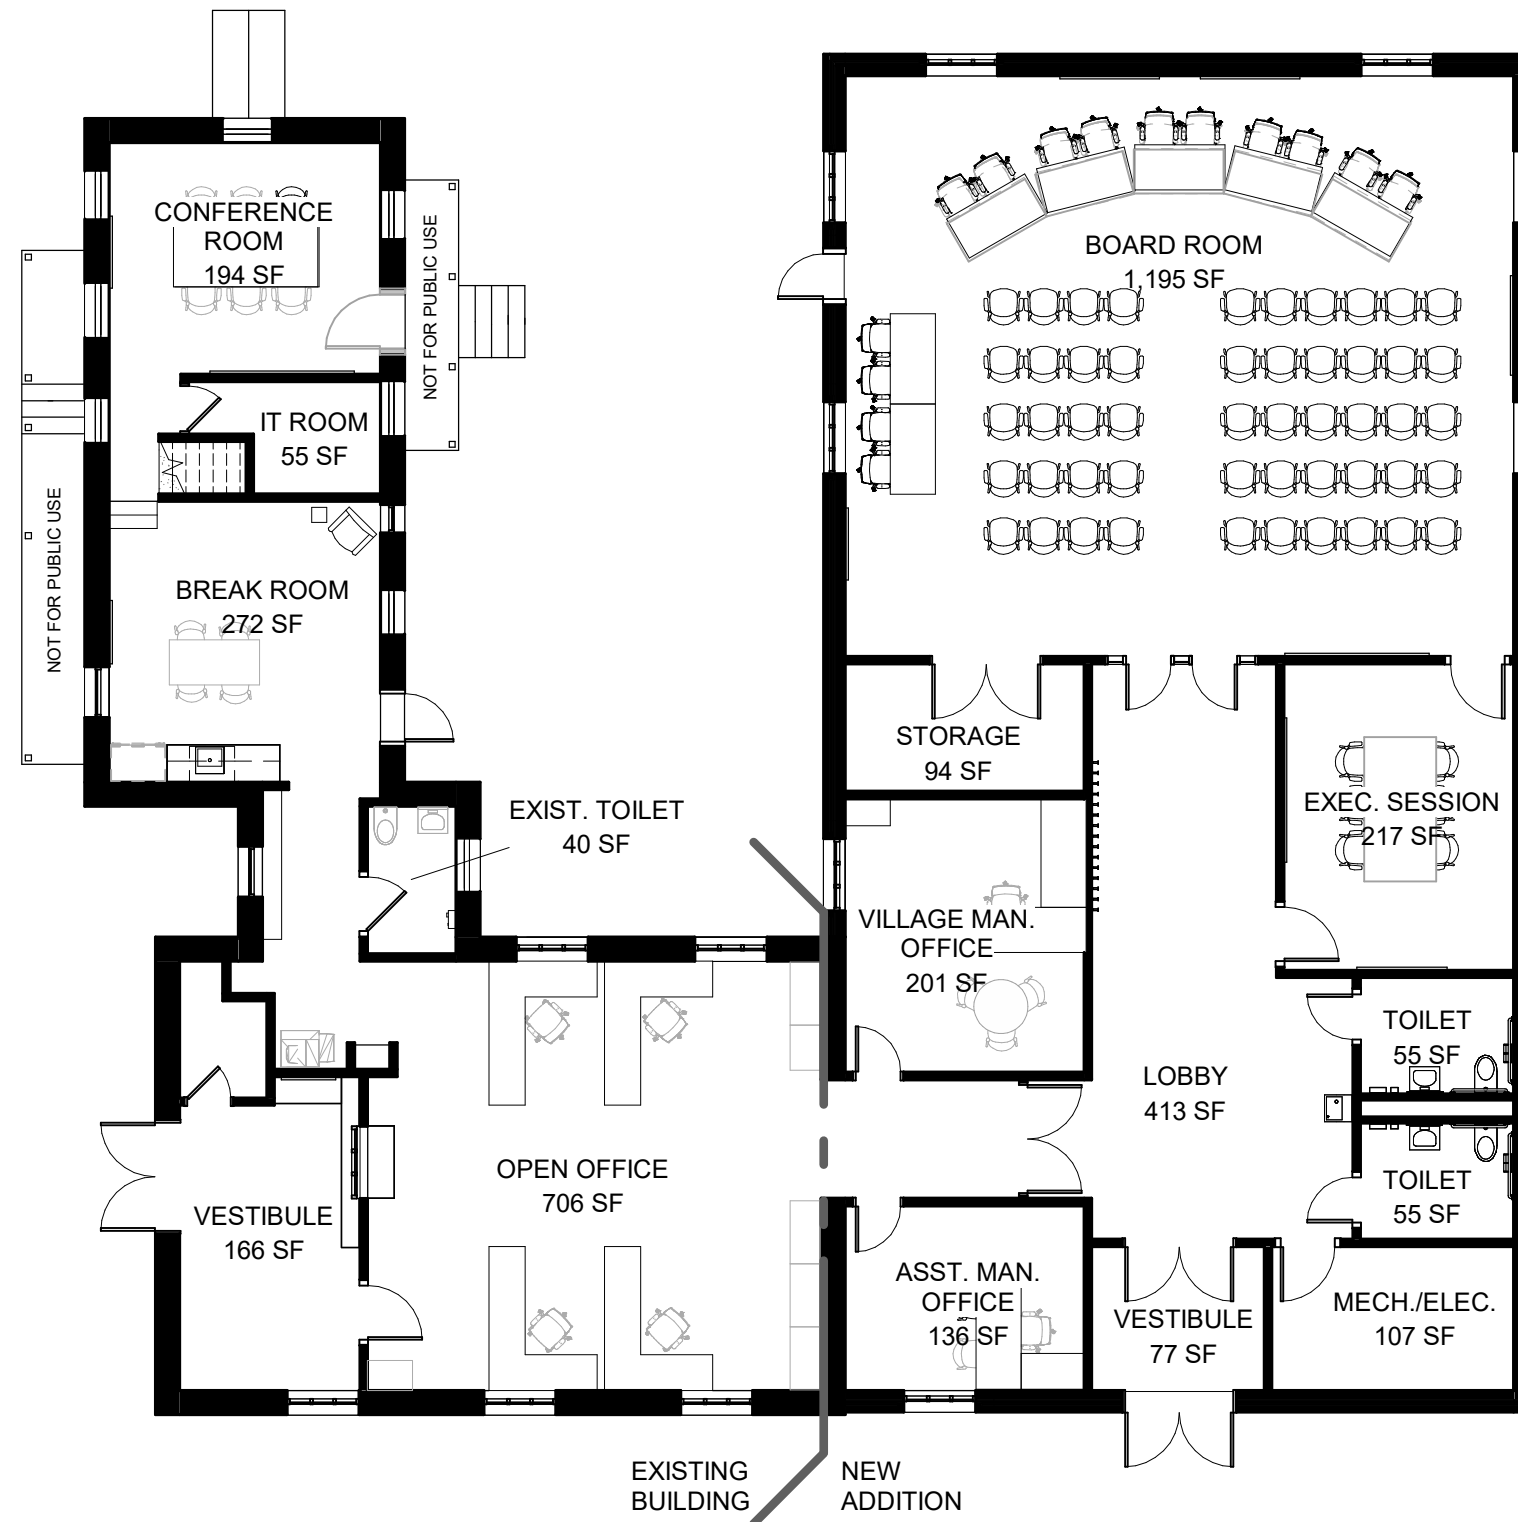 CONFERENCE
ROOM
194 SF
NOT FOR PUBLIC USE
IT ROOM
55 SF
NOT FOR PUBLIC USE
BREAK ROOM
272 SF
EXIST. TOILET
40 SF
OPEN OFFICE
706 SF
VESTIBULE
166 SF
BOARD ROOM
1,195 SF
STORAGE
94 SF
EXEC. SESSION
217 SF
VILLAGE MAN.
OFFICE
201 SF
TOILET
55 SF
LOBBY
413 SF
TOILET
55 SF
ASST. MAN.
OFFICE
136 SF
VESTIBULE
77 SF
MECH./ELEC.
107 SF
EXISTING
BUILDING
NEW
ADDITION